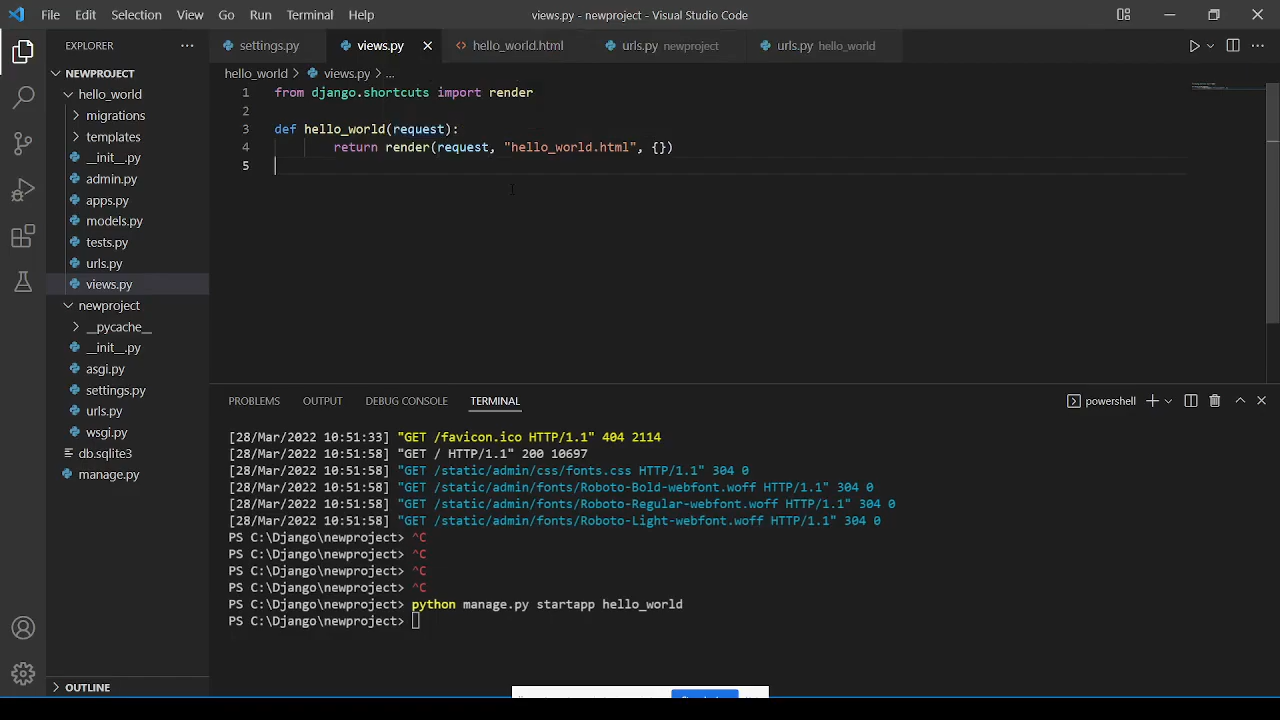 File Edit Selection View Go Run Terminal Help views.py - newproject - Visual Studio Code
EXPLORER
settings.py views.py hello_world.html urls.py newproject urls.py hello_world
NEWPROJECT
hello_world
migrations
templates
__init__.py
admin.py
apps.py
models.py
tests.py
urls.py
views.py
newproject
__pycache__
__init__.py
asgi.py
settings.py
urls.py
wsgi.py
db.sqlite3
manage.py
OUTLINE
hello_world > views.py > ...
1 from django.shortcuts import render
2
3 def hello_world(request):
4 return render(request, "hello_world.html", {})
5
PROBLEMS OUTPUT DEBUG CONSOLE TERMINAL powershell
[28/Mar/2022 10:51:33] "GET /favicon.ico HTTP/1.1" 404 2114
[28/Mar/2022 10:51:58] "GET / HTTP/1.1" 200 10697
[28/Mar/2022 10:51:58] "GET /static/admin/css/fonts.css HTTP/1.1" 304 0
[28/Mar/2022 10:51:58] "GET /static/admin/fonts/Roboto-Bold-webfont.woff HTTP/1.1" 304 0
[28/Mar/2022 10:51:58] "GET /static/admin/fonts/Roboto-Regular-webfont.woff HTTP/1.1" 304 0
[28/Mar/2022 10:51:58] "GET /static/admin/fonts/Roboto-Light-webfont.woff HTTP/1.1" 304 0
PS C:\Django\newproject> ^C
PS C:\Django\newproject> ^C
PS C:\Django\newproject> ^C
PS C:\Django\newproject> ^C
PS C:\Django\newproject> python manage.py startapp hello_world
PS C:\Django\newproject>